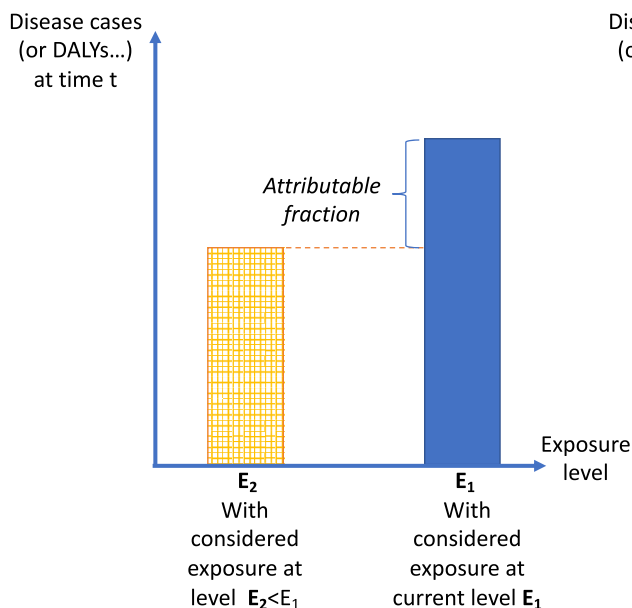 Disease cases
(or DALYs...)
at time t
Dis
(c
Attributable
fraction
Exposure
level
E₂
With
considered
exposure at
level E₂<E₁
E₁
With
considered
exposure at
current level E₁